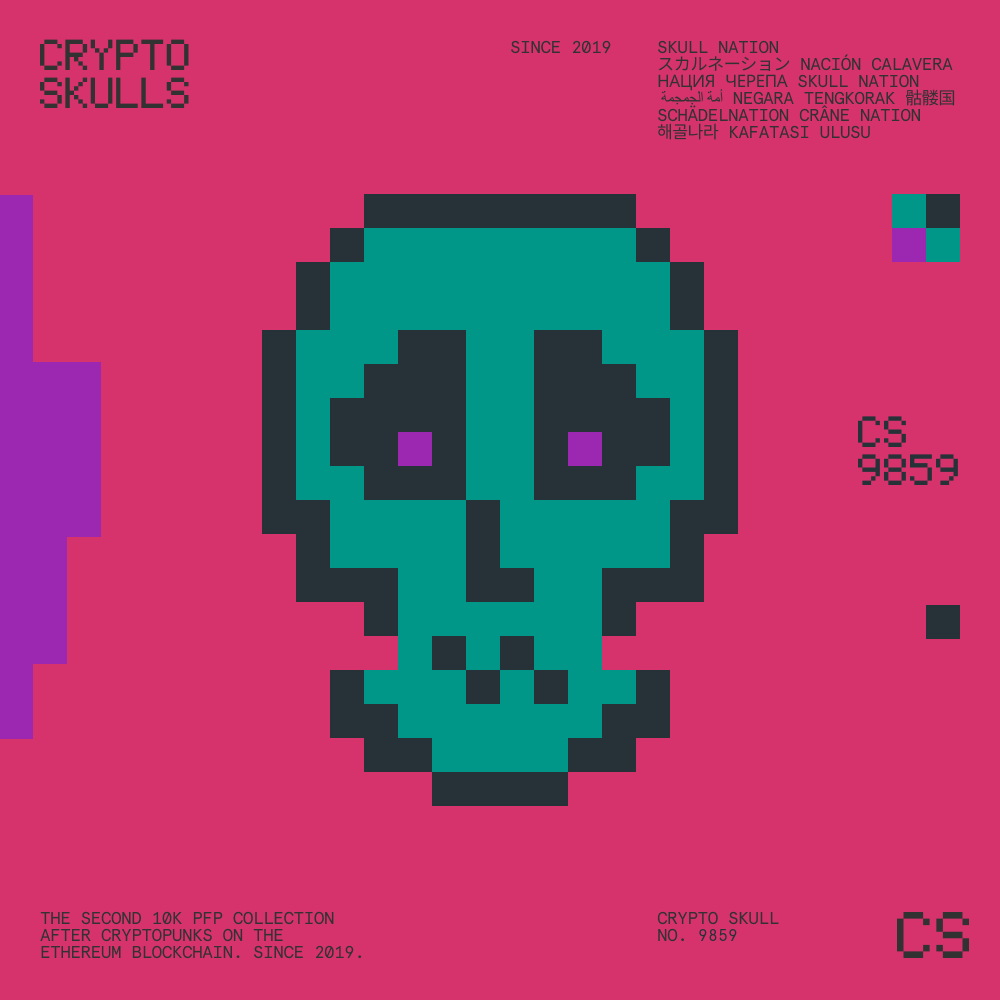 CRYPTO
SKULLS
SINCE 2019
SKULL NATION
スカルネーション NACIÓN CALAVERA
НАЦИЯ ЧЕРЕПА SKULL NATION
أمة الجمجمة NEGARA TENGKORAK 骷髅国
SCHÄDELNATION CRÂNE NATION
해골나라 KAFATASI ULUSU
CS
9859
THE SECOND 10K PFP COLLECTION
AFTER CRYPTOPUNKS ON THE
ETHEREUM BLOCKCHAIN. SINCE 2019.
CRYPTO SKULL
NO. 9859
CS